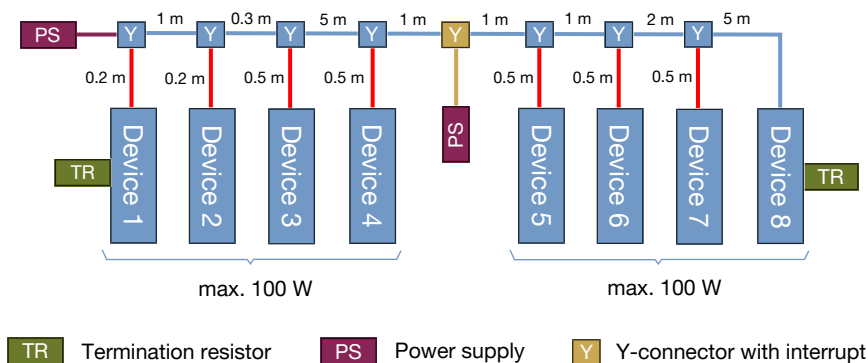 1 m 0.3 m 5 m 1 m 1 m 1 m 2 m 5 m
PS Y Y Y Y Y Y Y Y
0.2 m 0.2 m 0.5 m 0.5 m 0.5 m 0.5 m 0.5 m
PS
Device 1 Device 2 Device 3 Device 4 Device 5 Device 6 Device 7 Device 8
TR TR
max. 100 W max. 100 W
TR Termination resistor PS Power supply Y Y-connector with interrupt